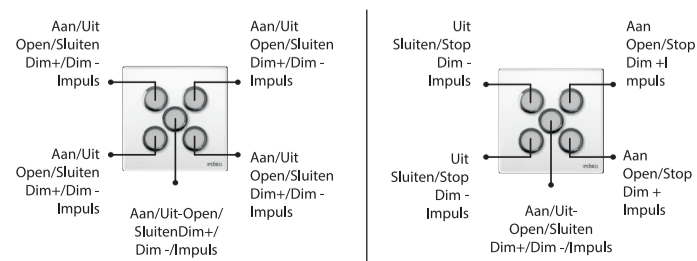 Aan/Uit
Open/Sluiten
Dim+/Dim -
Impuls
Aan/Uit
Open/Sluiten
Dim+/Dim -
Impuls
Aan/Uit
Open/Sluiten
Dim+/Dim -
Impuls
Aan/Uit
Open/Sluiten
Dim+/Dim -
Impuls
edisio
Aan/Uit-Open/
SluitenDim+/
Dim -/Impuls
Uit
Sluiten/Stop
Dim -
Impuls
Aan
Open/Stop
Dim +I
mpuls
Uit
Sluiten/Stop
Dim -
Impuls
Aan
Open/Stop
Dim +
Impuls
edisio
Aan/Uit-
Open/Sluiten
Dim+/Dim -/Impuls